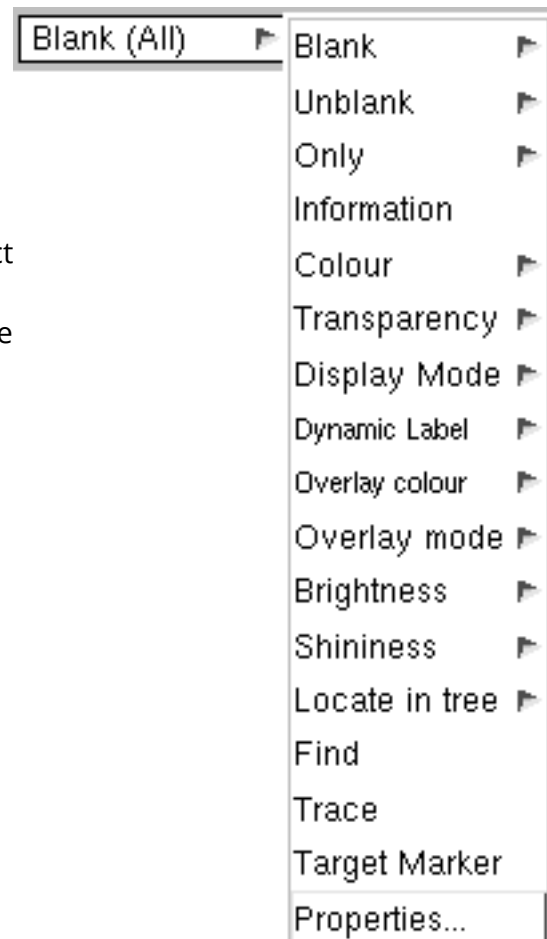 Blank (All)
Blank
Unblank
Only
Information
Colour
Transparency
Display Mode
Dynamic Label
Overlay colour
Overlay mode
Brightness
Shininess
Locate in tree
Find
Trace
Target Marker
Properties...